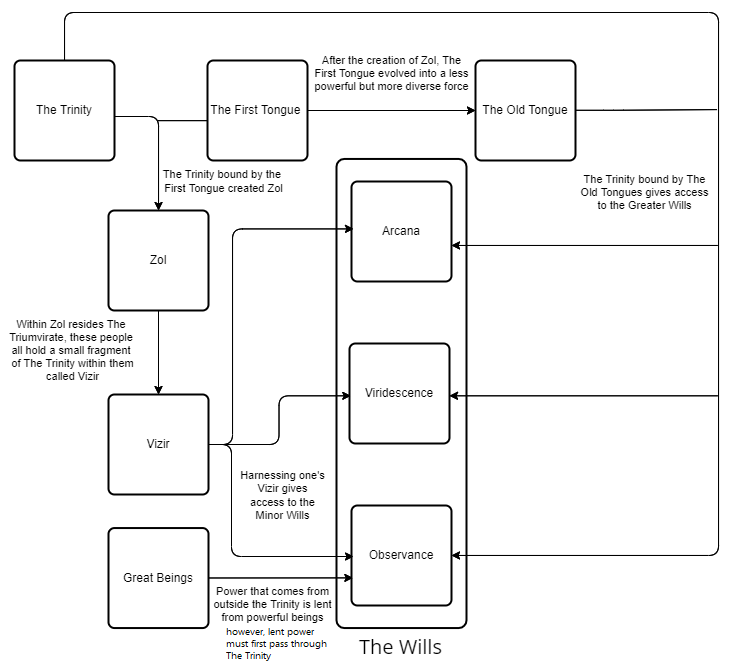 After the creation of Zol, The
First Tongue evolved into a less
powerful but more diverse force
The Trinity
The First Tongue
The Old Tongue
The Trinity bound by the
First Tongue created Zol
The Trinity bound by The
Old Tongues gives access
to the Greater Wills
Arcana
Zol
Within Zol resides The
Triumvirate, these people
all hold a small fragment
of The Trinity within them
called Vizir
Viridescence
Vizir
Harnessing one's
Vizir gives
access to the
Minor Wills
Observance
Great Beings
Power that comes from
outside the Trinity is lent
from powerful beings
however, lent power
must first pass through
The Trinity
The Wills